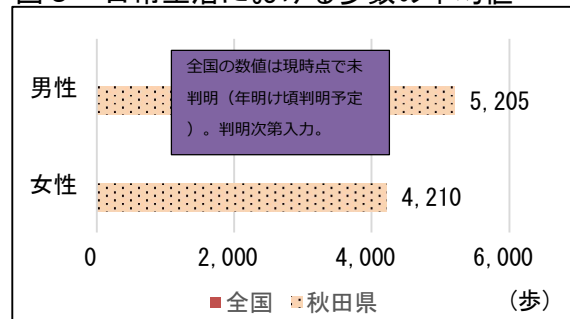 日常生活における歩数の平均値
全国の数値は現時点で未
判明（年明け頃判明予定
）。判明次第入力。
男性
5,205
女性
4,210
0 2,000 4,000 6,000
全国 秋田県 （歩）